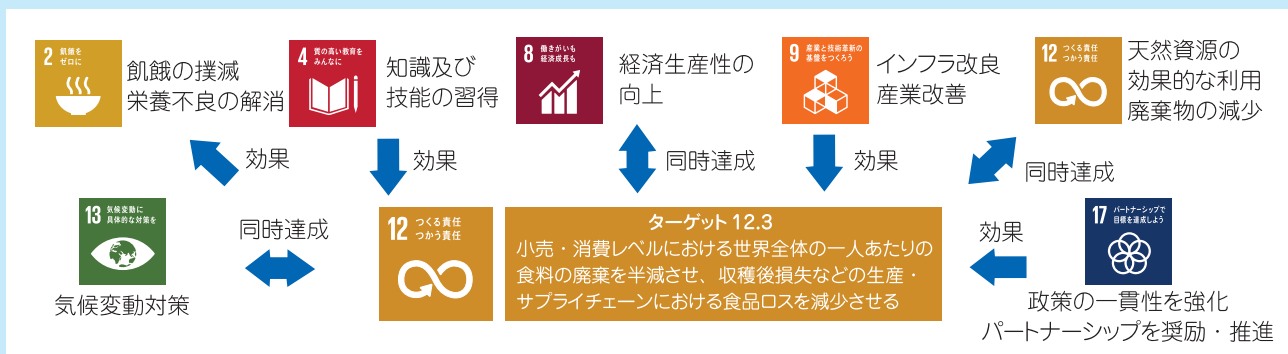 2 飢餓を
ゼロに
飢餓の撲滅
栄養不良の解消
4 質の高い教育を
みんなに
知識及び
技能の習得
8 働きがいも
経済成長も
経済生産性の
向上
9 産業と技術革新の
基盤をつくろう
インフラ改良
産業改善
12 つくる責任
つかう責任
天然資源の
効果的な利用
廃棄物の減少
効果
効果
同時達成
効果
同時達成
13 気候変動に
具体的な対策を
気候変動対策
同時達成
12 つくる責任
つかう責任
ターゲット 12.3
小売・消費レベルにおける世界全体の一人あたりの
食料の廃棄を半減させ、収穫後損失などの生産・
サプライチェーンにおける食品ロスを減少させる
効果
17 パートナーシップで
目標を達成しよう
政策の一貫性を強化
パートナーシップを奨励・推進